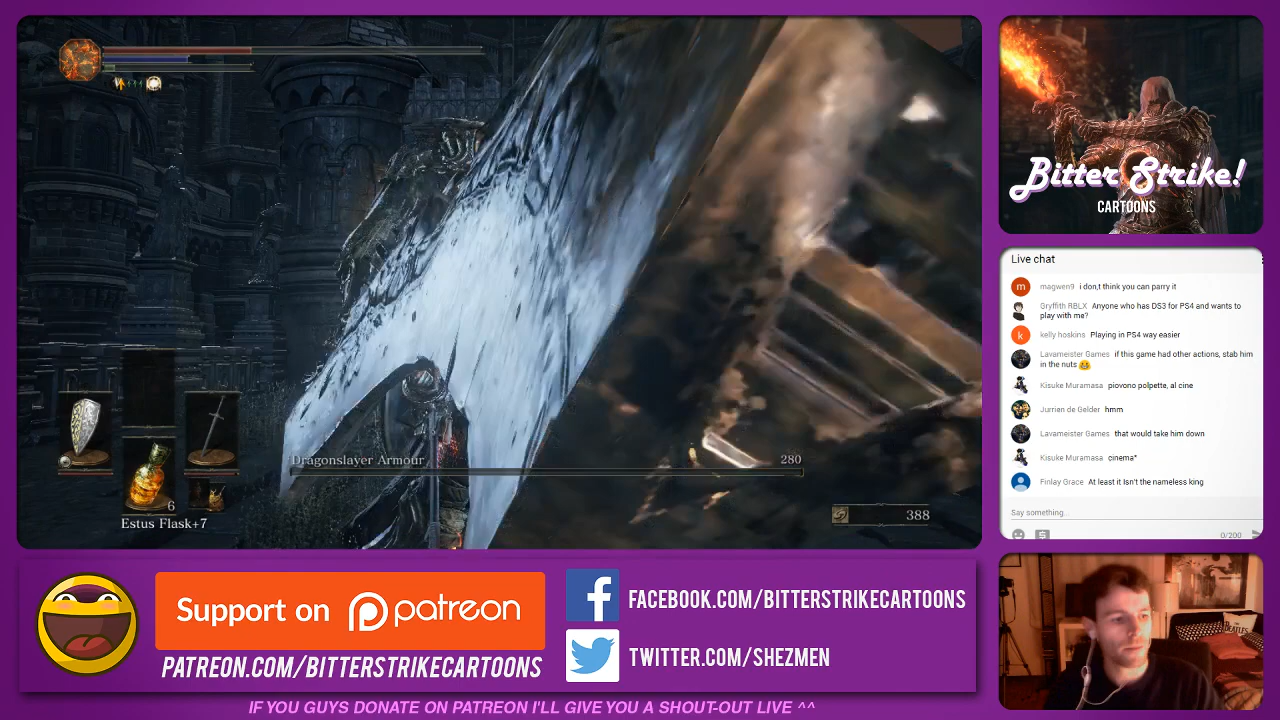 Dragonslayer Armour
280
6
Estus Flask+7
388
Bitter Strike!
CARTOONS
Live chat
m
magwen9 i don,t think you can parry it
Gryffith RBLX Anyone who has DS3 for PS4 and wants to
play with me?
k
kelly hoskins Playing in PS4 way easier
Lavameister Games if this game had other actions, stab him
in the nuts
Kisuke Muramasa piovono polpette, al cine
Jurrien de Gelder hmm
Lavameister Games that would take him down
Kisuke Muramasa cinema*
Finlay Grace At least it Isn't the nameless king
Say something...
0/200
Support on patreon
PATREON.COM/BITTERSTRIKECARTOONS
FACEBOOK.COM/BITTERSTRIKECARTOONS
TWITTER.COM/SHEZMEN
THE BEATLES
IF YOU GUYS DONATE ON PATREON I'LL GIVE YOU A SHOUT-OUT LIVE ^^